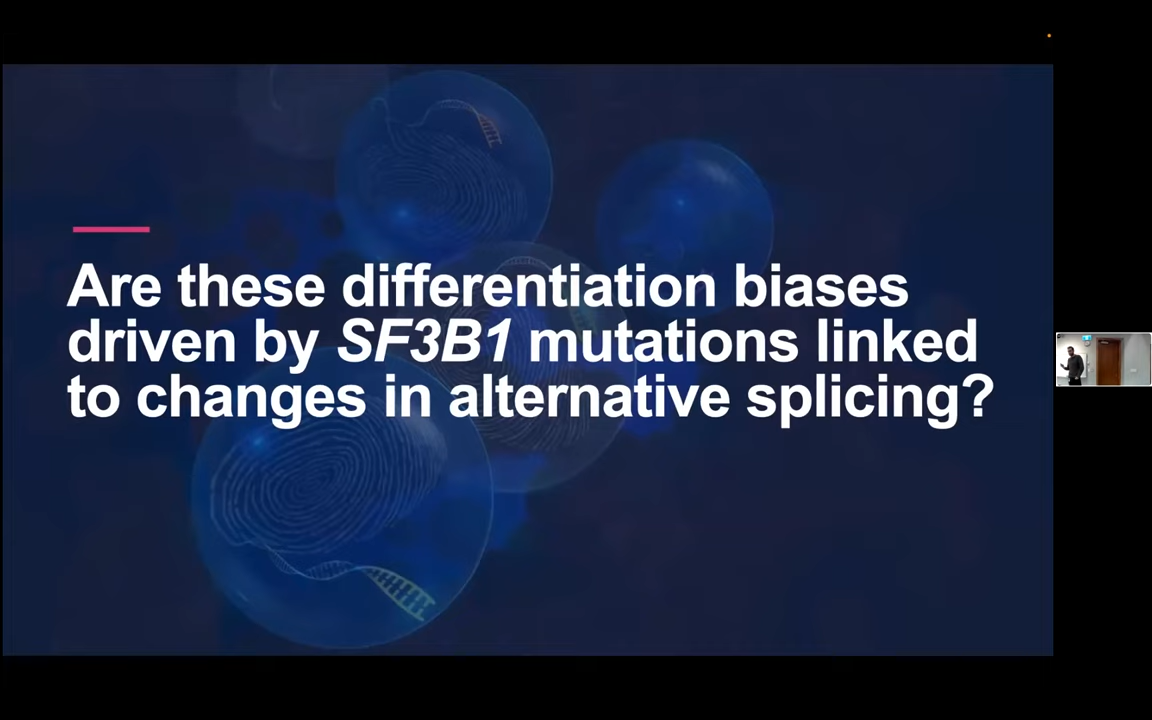 Are these differentiation biases
driven by SF3B1 mutations linked
to changes in alternative splicing?